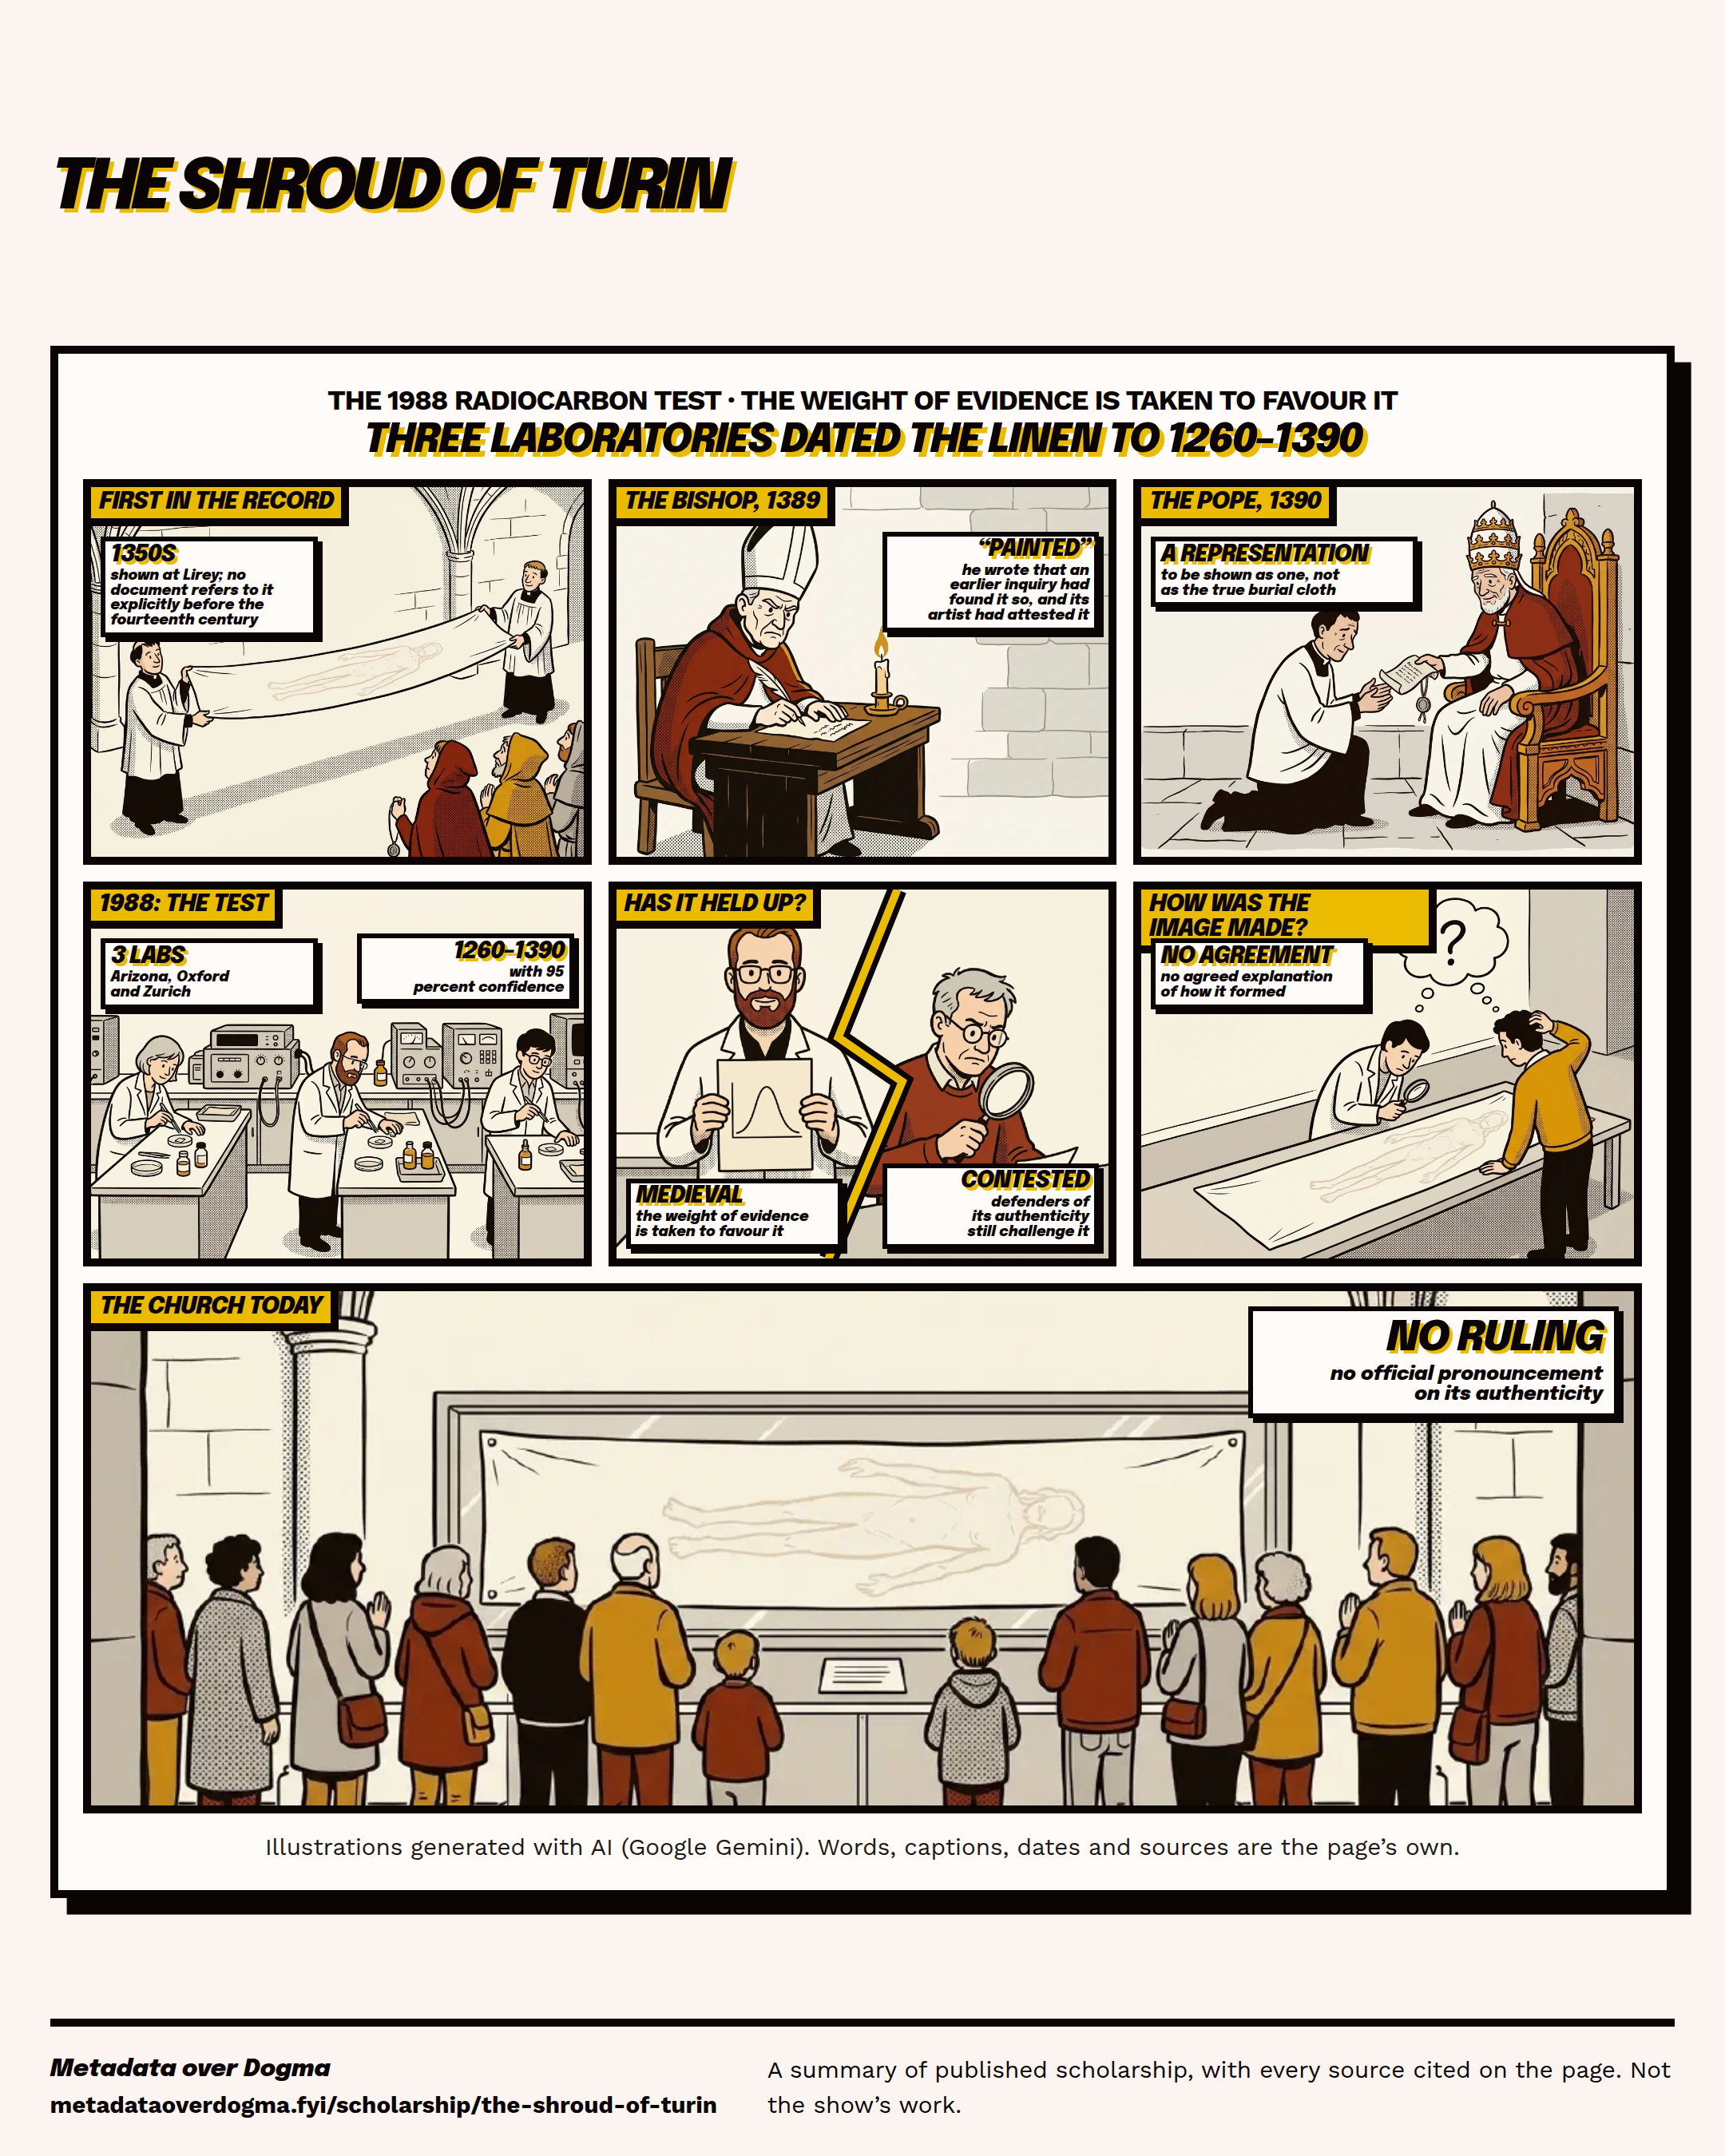 THE SHROUD OF TURIN
THE 1988 RADIOCARBON TEST · THE WEIGHT OF EVIDENCE IS TAKEN TO FAVOUR IT
THREE LABORATORIES DATED THE LINEN TO 1260–1390
FIRST IN THE RECORD
1350S
shown at Lirey; no
document refers to it
explicitly before the
fourteenth century
THE BISHOP, 1389
“PAINTED”
he wrote that an
earlier inquiry had
found it so, and its
artist had attested it
THE POPE, 1390
A REPRESENTATION
to be shown as one, not
as the true burial cloth
1988: THE TEST
3 LABS
Arizona, Oxford
and Zurich
1260–1390
with 95
percent confidence
HAS IT HELD UP?
MEDIEVAL
the weight of evidence
is taken to favour it
CONTESTED
defenders of
its authenticity
still challenge it
HOW WAS THE
IMAGE MADE?
NO AGREEMENT
no agreed explanation
of how it formed
?
THE CHURCH TODAY
NO RULING
no official pronouncement
on its authenticity
Illustrations generated with AI (Google Gemini). Words, captions, dates and sources are the page’s own.
Metadata over Dogma
metadataoverdogma.fyi/scholarship/the-shroud-of-turin
A summary of published scholarship, with every source cited on the page. Not
the show’s work.